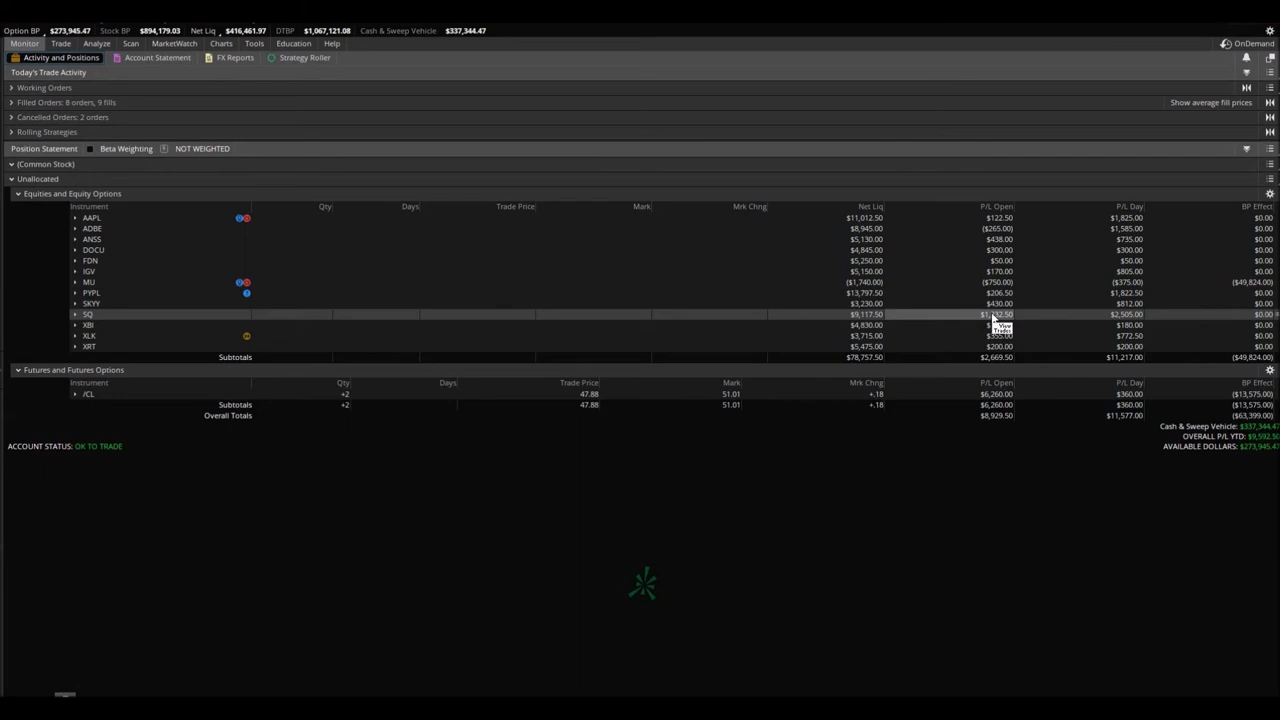 Option BP $273,945.47 Stock BP $894,179.03 Net Liq $416,461.97 DTBP $1,067,121.08 Cash & Sweep Vehicle $337,344.47
Monitor Trade Analyze Scan MarketWatch Charts Tools Education Help OnDemand
Activity and Positions Account Statement FX Reports Strategy Roller
Today's Trade Activity
Working Orders
Filled Orders: 8 orders, 9 fills Show average fill prices
Cancelled Orders: 2 orders
Rolling Strategies
Position Statement Beta Weighting NOT WEIGHTED
(Common Stock)
Unallocated
Equities and Equity Options
Instrument Qty Days Trade Price Mark Mrk Chng Net Liq P/L Open P/L Day BP Effect
AAPL $11,012.50 $122.50 $1,825.00 $0.00
ADBE $8,945.00 ($265.00) $1,585.00 $0.00
ANSS $5,130.00 $438.00 $735.00 $0.00
DOCU $4,845.00 $300.00 $300.00 $0.00
FDN $5,250.00 $50.00 $50.00 $0.00
IGV $5,150.00 $170.00 $805.00 $0.00
MU ($1,740.00) ($750.00) ($375.00) ($49,824.00)
PYPL $13,797.50 $206.50 $1,822.50 $0.00
SKYY $3,230.00 $430.00 $812.00 $0.00
SQ $9,117.50 $2,505.00 $0.00
XBI $4,830.00 $180.00 $0.00
View Trades
XLK $3,715.00 $772.50 $0.00
XRT $5,475.00 $200.00 $200.00 $0.00
Subtotals $78,757.50 $2,669.50 $11,217.00 ($49,824.00)
Futures and Futures Options
Instrument Qty Days Trade Price Mark Mrk Chng P/L Open P/L Day BP Effect
/CL +2 47.88 51.01 +.18 $6,260.00 $360.00 ($13,575.00)
Subtotals +2 47.88 51.01 +.18 $6,260.00 $360.00 ($13,575.00)
Overall Totals $8,929.50 $11,577.00 ($63,399.00)
Cash & Sweep Vehicle: $337,344.47
OVERALL P/L YTD: $9,592.50
ACCOUNT STATUS: OK TO TRADE AVAILABLE DOLLARS: $273,945.47